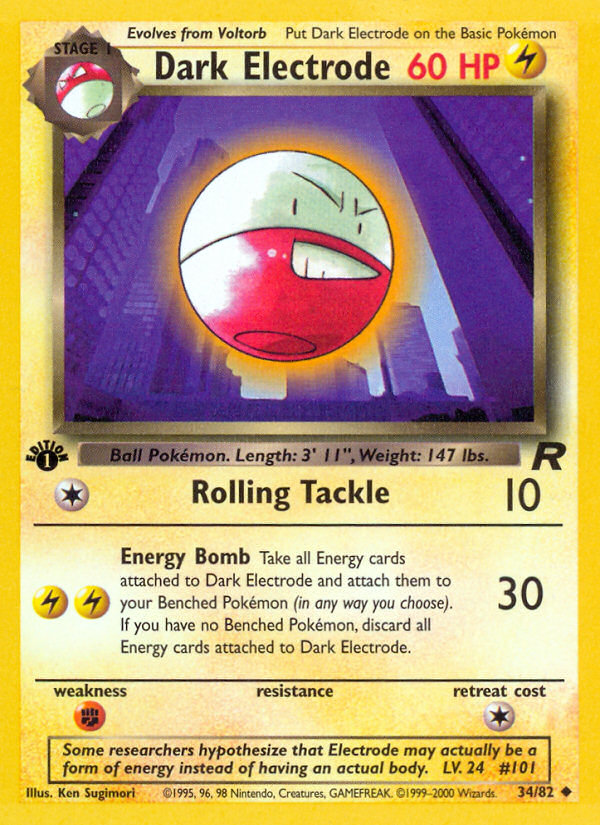 Evolves from Voltorb Put Dark Electrode on the Basic Pokémon
STAGE 1
Dark Electrode 60 HP
EDITION
1
Ball Pokémon. Length: 3' 11", Weight: 147 lbs.
R
Rolling Tackle 10
Energy Bomb Take all Energy cards
attached to Dark Electrode and attach them to
your Benched Pokémon (in any way you choose).
If you have no Benched Pokémon, discard all
Energy cards attached to Dark Electrode.
30
weakness resistance retreat cost
Some researchers hypothesize that Electrode may actually be a
form of energy instead of having an actual body. LV. 24 #101
Illus. Ken Sugimori ©1995, 96, 98 Nintendo, Creatures, GAMEFREAK. ©1999–2000 Wizards. 34/82